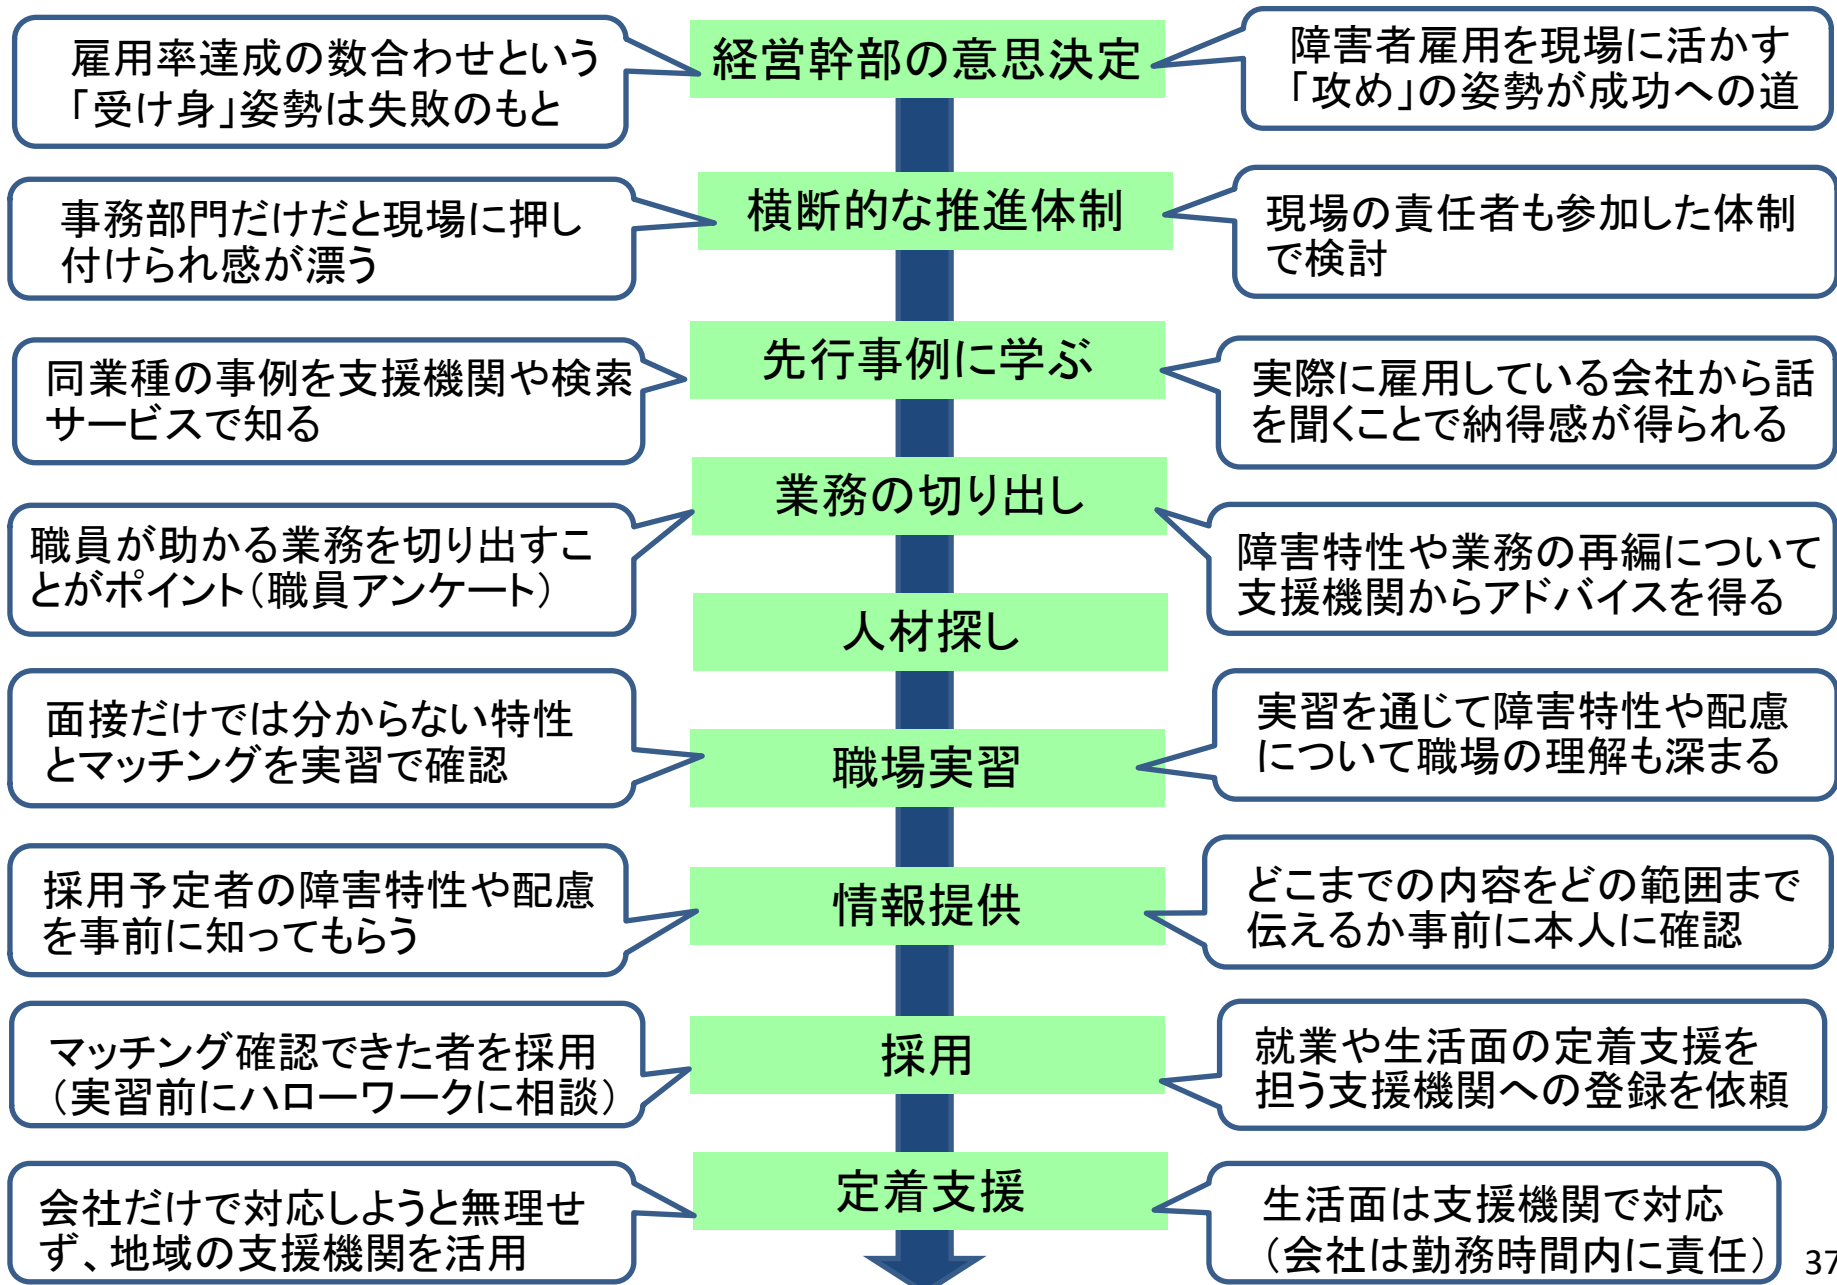 雇用率達成の数合わせという
「受け身」姿勢は失敗のもと
経営幹部の意思決定
障害者雇用を現場に活かす
「攻め」の姿勢が成功への道
事務部門だけだと現場に押し
付けられ感が漂う
横断的な推進体制
現場の責任者も参加した体制
で検討
同業種の事例を支援機関や検索
サービスで知る
先行事例に学ぶ
実際に雇用している会社から話
を聞くことで納得感が得られる
職員が助かる業務を切り出すこ
とがポイント（職員アンケート）
業務の切り出し
障害特性や業務の再編について
支援機関からアドバイスを得る
人材探し
面接だけでは分からない特性
とマッチングを実習で確認
職場実習
実習を通じて障害特性や配慮
について職場の理解も深まる
採用予定者の障害特性や配慮
を事前に知ってもらう
情報提供
どこまでの内容をどの範囲まで
伝えるか事前に本人に確認
マッチング確認できた者を採用
（実習前にハローワークに相談）
採用
就業や生活面の定着支援を
担う支援機関への登録を依頼
会社だけで対応しようと無理せ
ず、地域の支援機関を活用
定着支援
生活面は支援機関で対応
（会社は勤務時間内に責任）
37